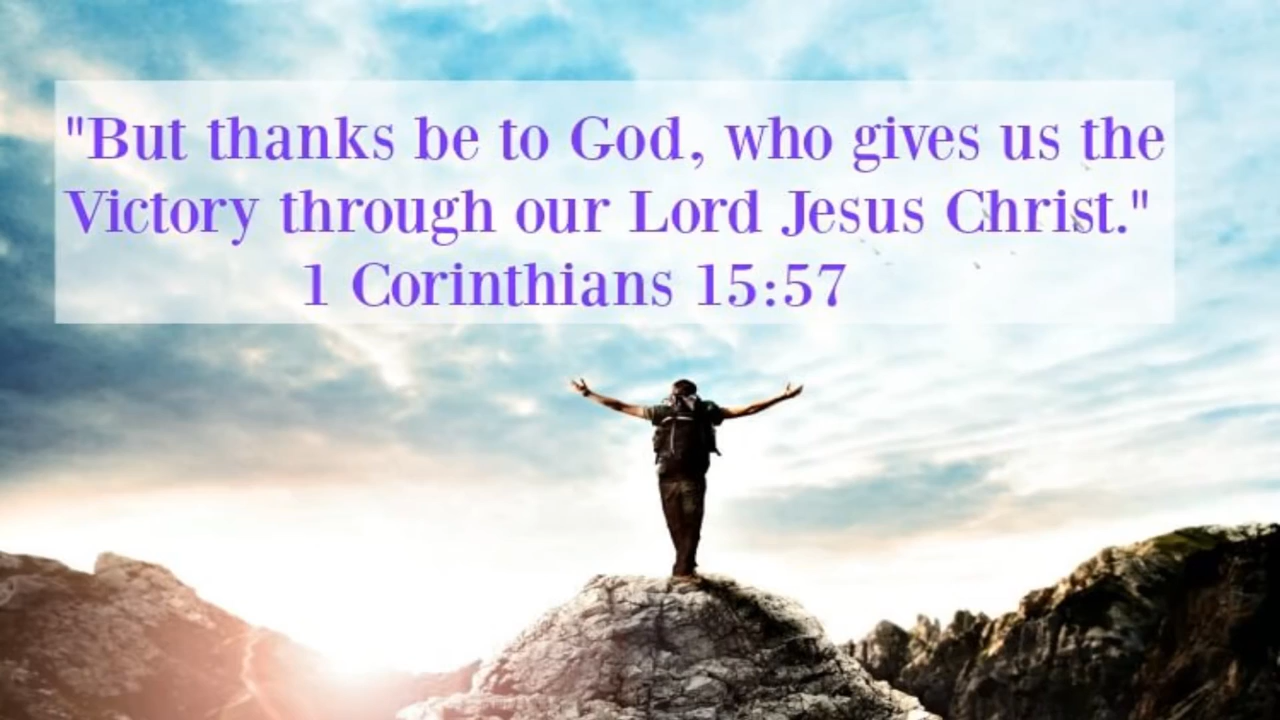 "But thanks be to God, who gives us the
Victory through our Lord Jesus Christ."
1 Corinthians 15:57